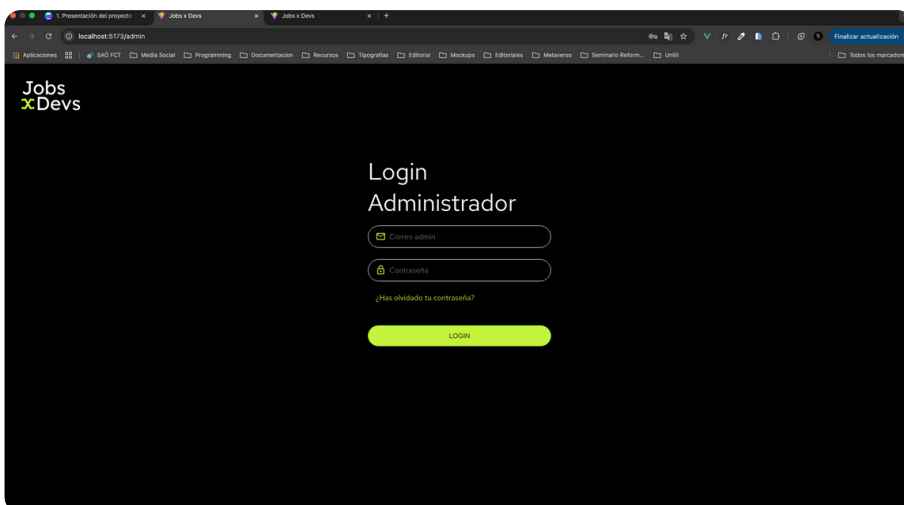 1. Presentación del proyecto
Jobs x Devs
Jobs x Devs
localhost:5173/admin
Finalizar actualización
Aplicaciones
SAÓ FCT
Media Social
Programming
Documentacion
Recursos
Tipografias
Editorial
Mockups
Editoriales
Metaverso
Seminario Reform...
Unilit
Todos los marcadores
Jobs
xDevs
Login
Administrador
Correo admin
Contraseña
¿Has olvidado tu contraseña?
LOGIN